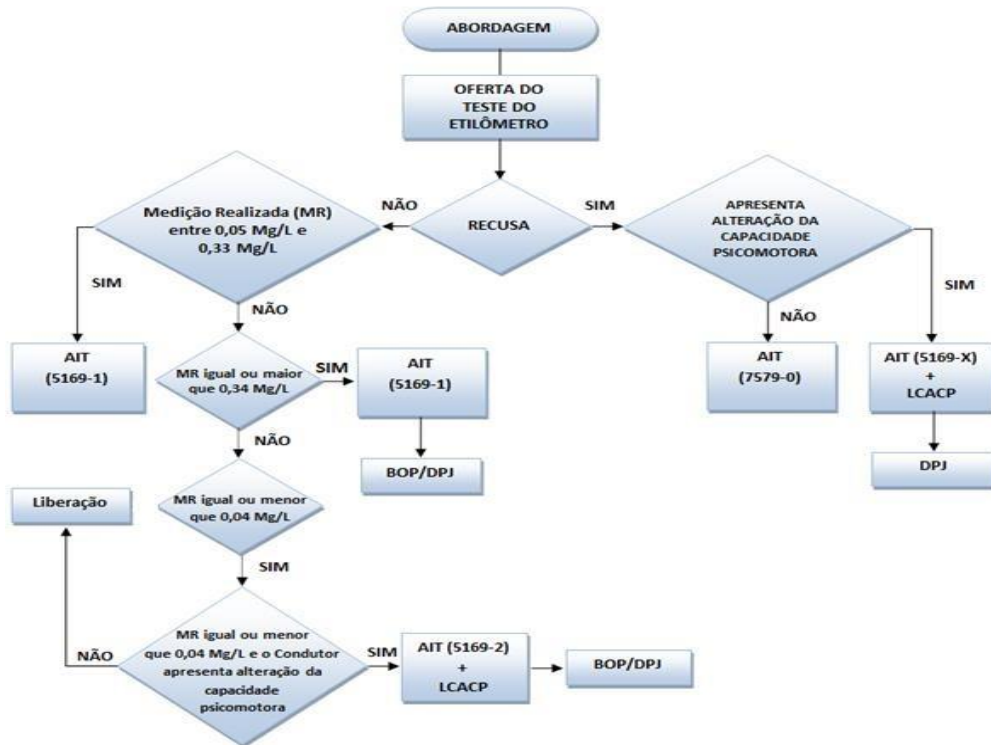 ABORDAGEM
OFERTA DO
TESTE DO
ETILÔMETRO
RECUSA
NÃO
SIM
Medição Realizada (MR)
entre 0,05 Mg/L e
0,33 Mg/L
APRESENTA
ALTERAÇÃO DA
CAPACIDADE
PSICOMOTORA
SIM
NÃO
NÃO
SIM
AIT
(5169-1)
MR igual ou maior
que 0,34 Mg/L
SIM
AIT
(5169-1)
AIT
(7579-0)
AIT (5169-X)
+
LCACP
NÃO
BOP/DPJ
DPJ
Liberação
MR igual ou menor
que 0,04 Mg/L
SIM
MR igual ou menor
que 0,04 Mg/L e o Condutor
apresenta alteração da
capacidade
psicomotora
NÃO
SIM
AIT (5169-2)
+
LCACP
BOP/DPJ